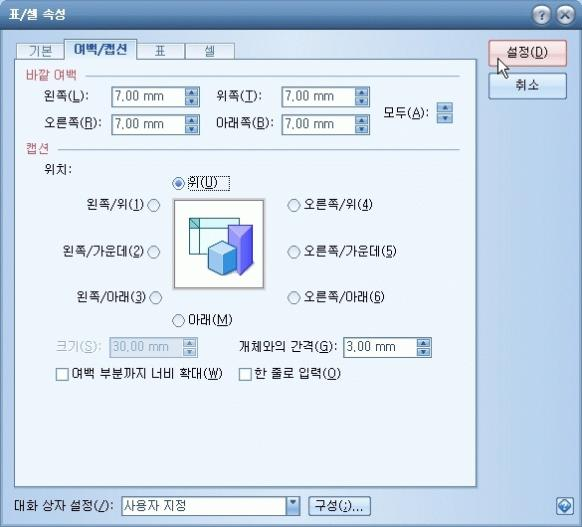 표/셀 속성
기본 여백/캡션 표 셀
설정(D)
취소
바깥 여백
왼쪽(L): 7,00 mm 위쪽(T): 7,00 mm
오른쪽(R): 7,00 mm 아래쪽(B): 7,00 mm
모두(A):
캡션
위치:
위(U)
왼쪽/위(1) 오른쪽/위(4)
왼쪽/가운데(2) 오른쪽/가운데(5)
왼쪽/아래(3) 오른쪽/아래(6)
아래(M)
크기(S): 30,00 mm 개체와의 간격(G): 3,00 mm
여백 부분까지 너비 확대(W) 한 줄로 입력(O)
대화 상자 설정(/): 사용자 지정 구성(;)...